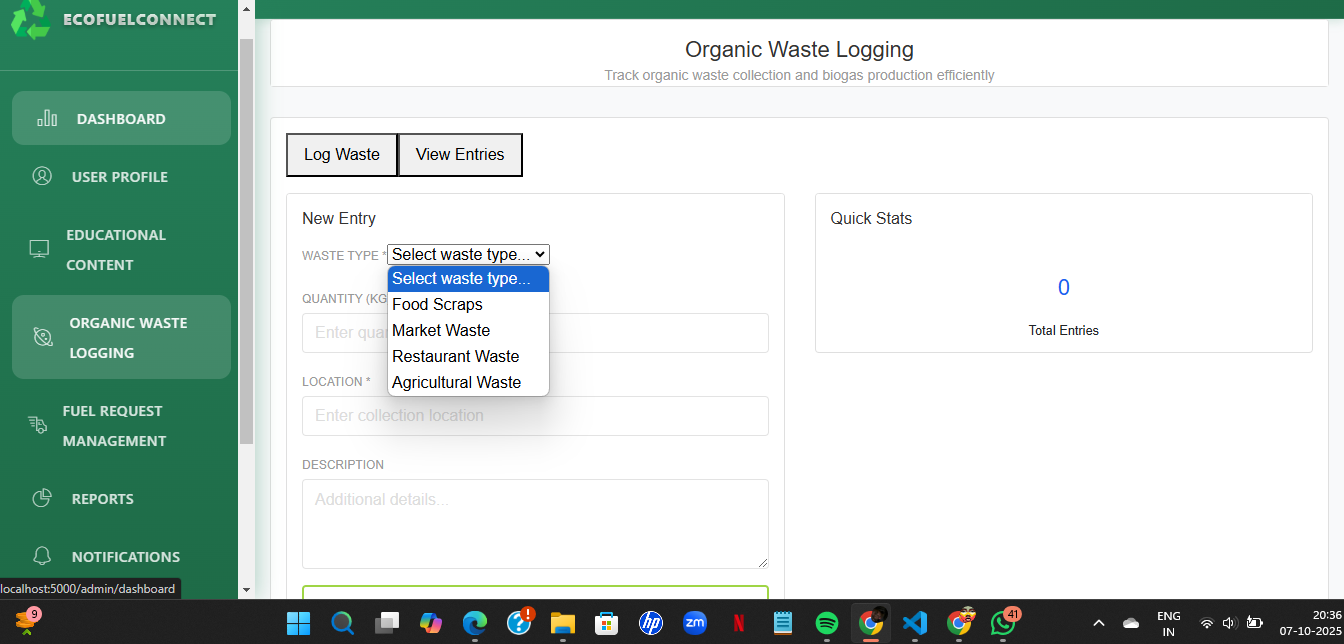 ECOFUELCONNECT
DASHBOARD
USER PROFILE
EDUCATIONAL
CONTENT
ORGANIC WASTE
LOGGING
FUEL REQUEST
MANAGEMENT
REPORTS
NOTIFICATIONS
localhost:5000/admin/dashboard
Organic Waste Logging
Track organic waste collection and biogas production efficiently
Log Waste
View Entries
New Entry
WASTE TYPE *
Select waste type...
Select waste type...
Food Scraps
Market Waste
Restaurant Waste
Agricultural Waste
QUANTITY (KG
Enter qua
LOCATION *
Enter collection location
DESCRIPTION
Additional details...
Quick Stats
0
Total Entries
9
hp
zm
N
41
ENG
IN
20:36
07-10-2025